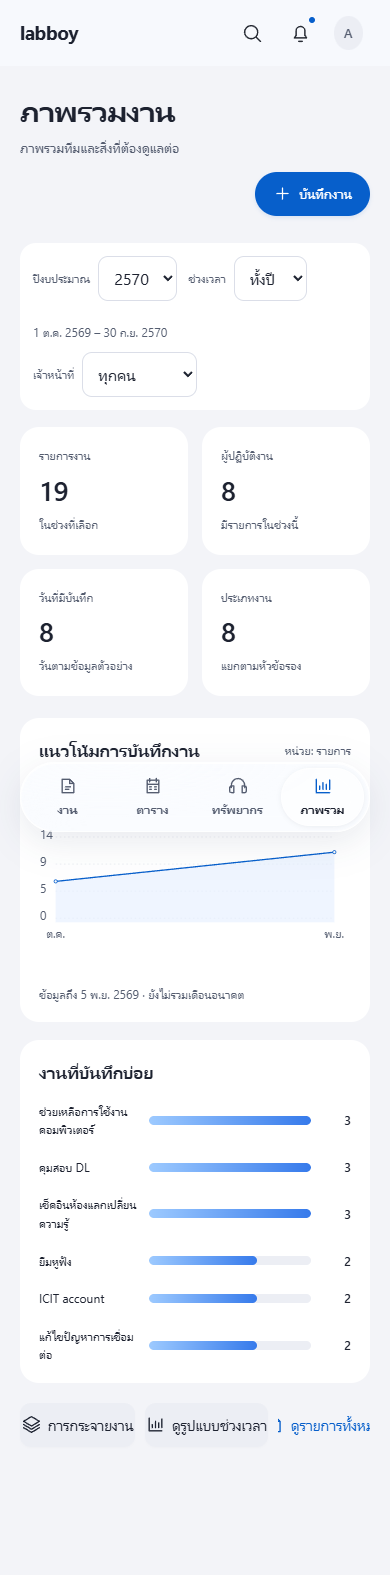 labboy
A
ภาพรวมงาน
ภาพรวมทีมและสิ่งที่ต้องดูแลต่อ
บันทึกงาน
ปีงบประมาณ 2570 ช่วงเวลา ทั้งปี
1 ต.ค. 2569 – 30 ก.ย. 2570
เจ้าหน้าที่ ทุกคน
รายการงาน
19
ในช่วงที่เลือก
ผู้ปฏิบัติงาน
8
มีรายการในช่วงนี้
วันที่มีบันทึก
8
วันตามข้อมูลตัวอย่าง
ประเภทงาน
8
แยกตามหัวข้อรอง
แนวโน้มการบันทึกงาน
หน่วย: รายการ
งาน
ตาราง
ทรัพยากร
ภาพรวม
14
9
5
0
ต.ค.
พ.ย.
ข้อมูลถึง 5 พ.ย. 2569 · ยังไม่รวมเดือนอนาคต
งานที่บันทึกบ่อย
ช่วยเหลือการใช้งาน
คอมพิวเตอร์
3
คุมสอบ DL
3
เช็คอินห้องแลกเปลี่ยน
ความรู้
3
ยืมหูฟัง
2
ICIT account
2
แก้ไขปัญหาการเชื่อม
ต่อ
2
การกระจายงาน
ดูรูปแบบช่วงเวลา
ดูรายการทั้งหม